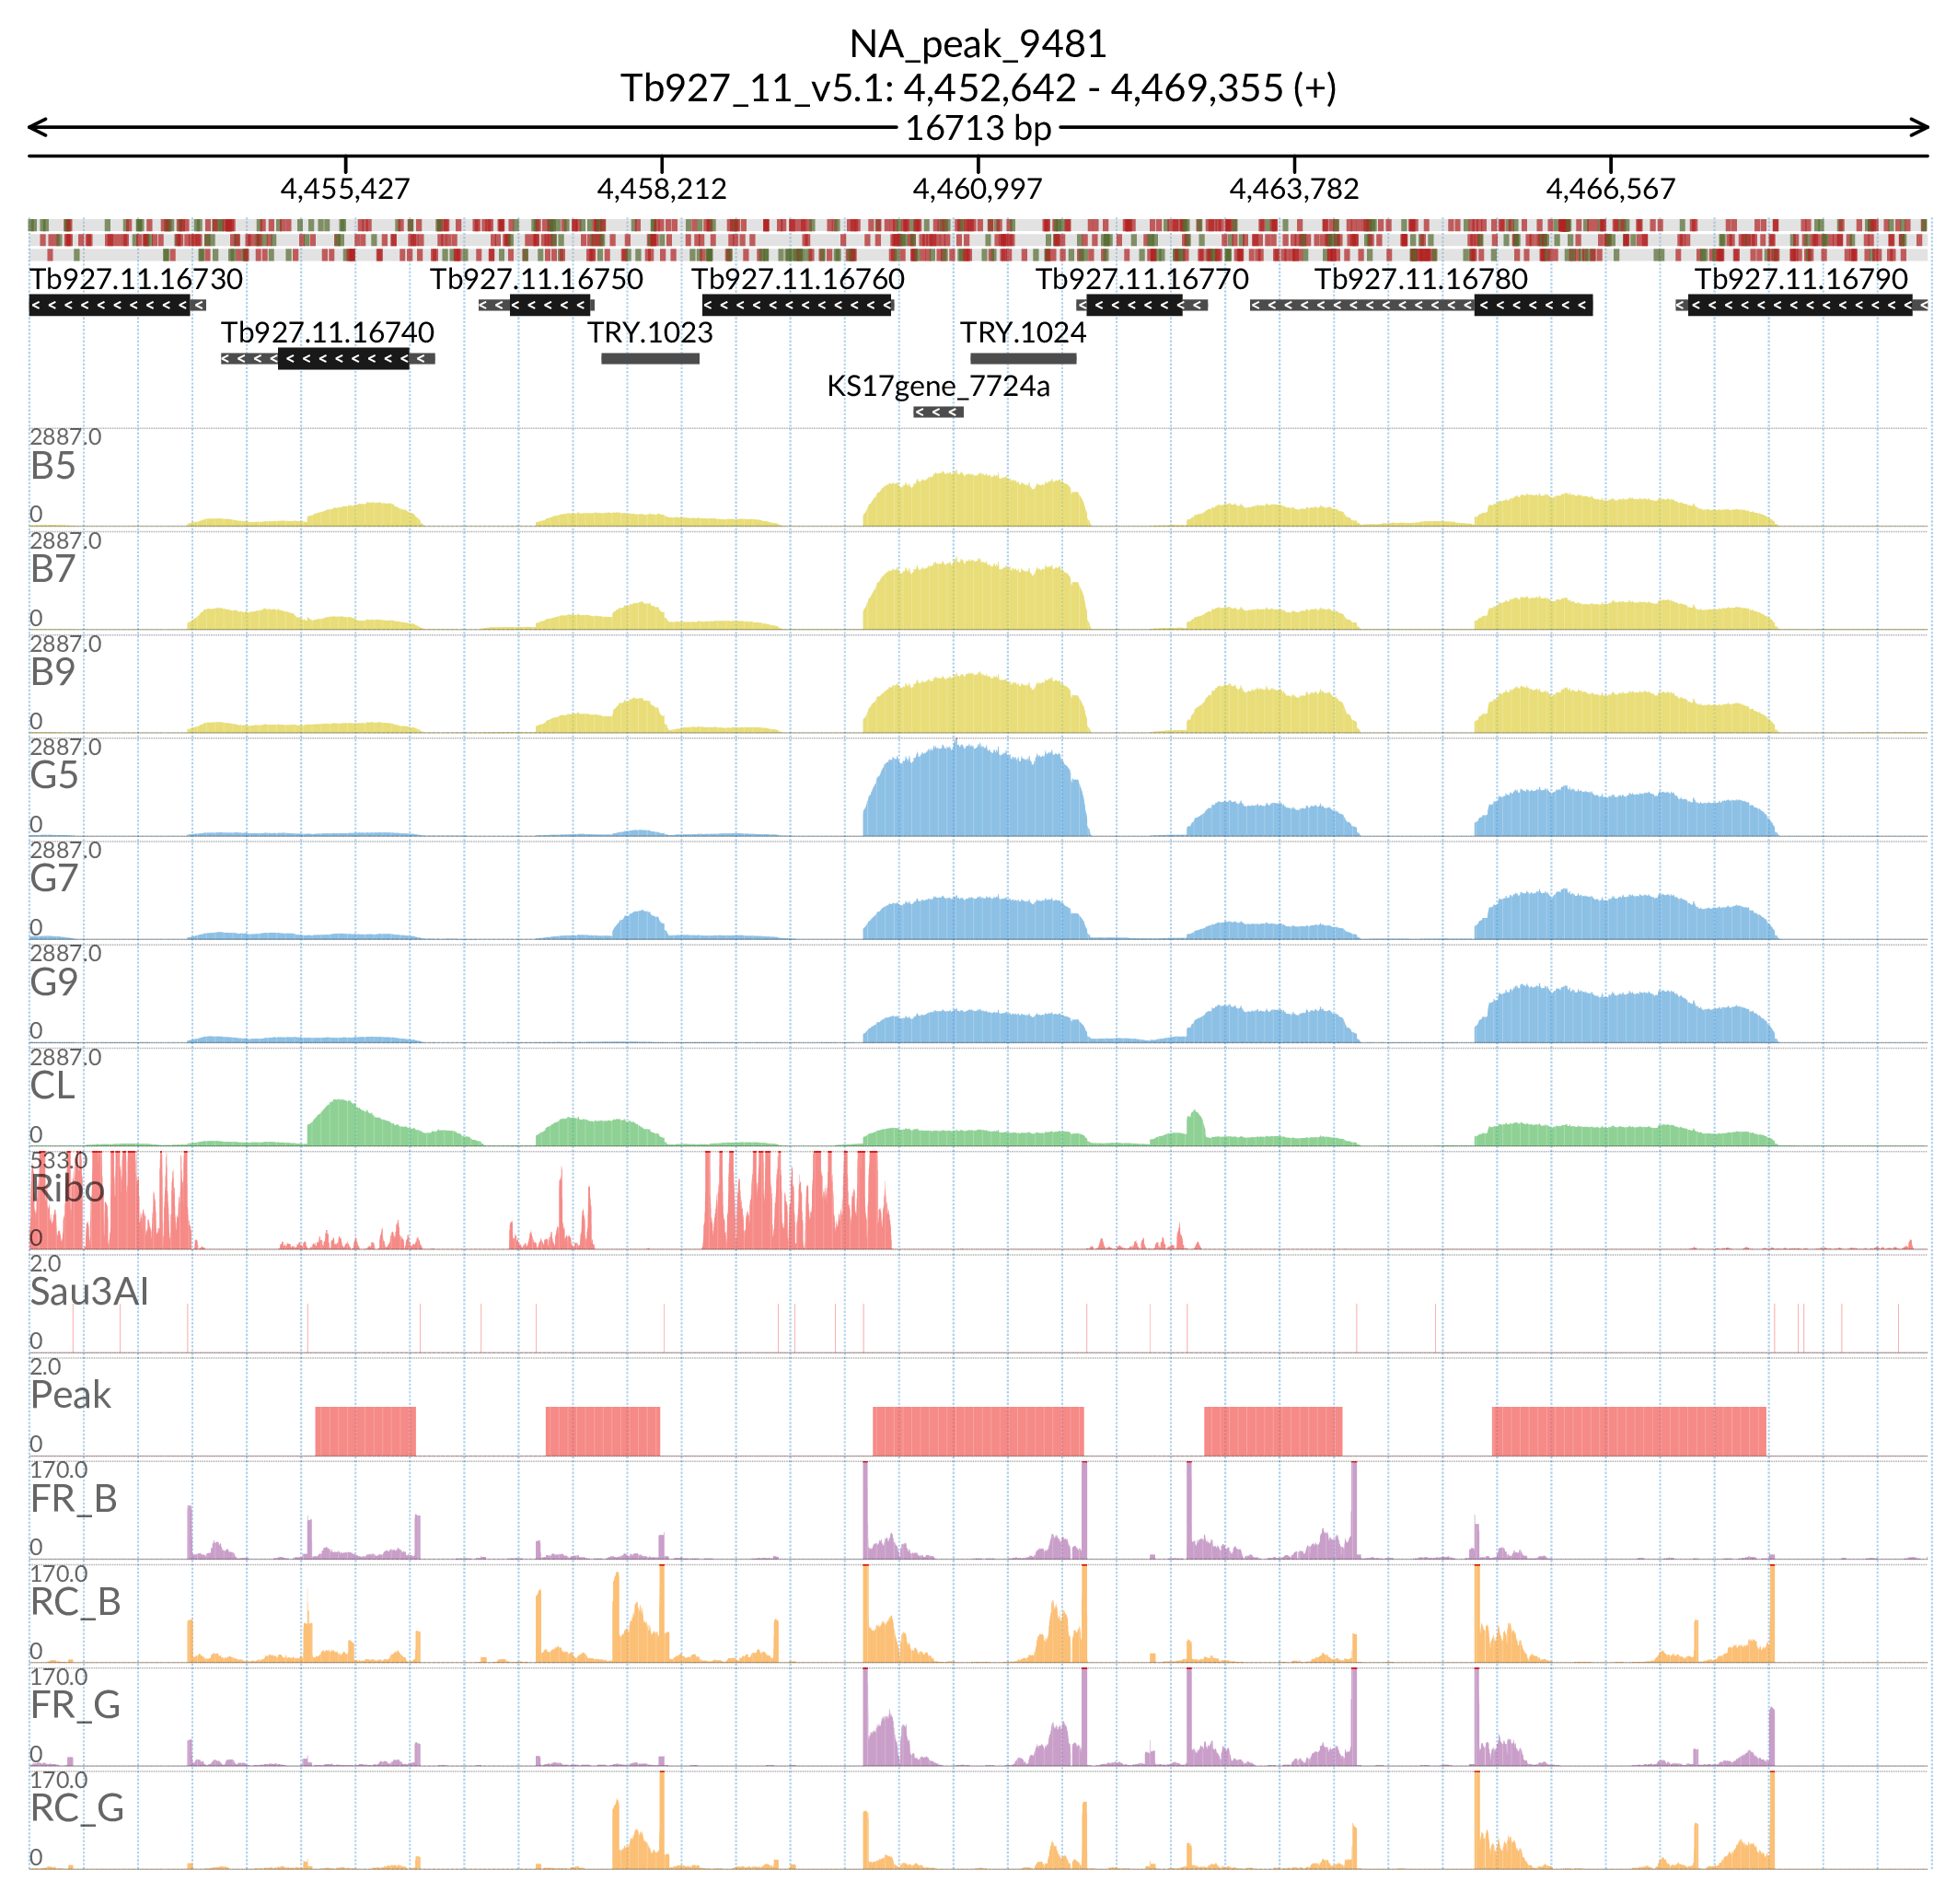 NA_peak_9481
Tb927_11_v5.1: 4,452,642 - 4,469,355 (+)
16713 bp
4,455,427 4,458,212 4,460,997 4,463,782 4,466,567
Tb927.11.16730 Tb927.11.16750 Tb927.11.16760 Tb927.11.16770 Tb927.11.16780 Tb927.11.16790
Tb927.11.16740 TRY.1023 TRY.1024
KS17gene_7724a
2887.0
B5
0
2887.0
B7
0
2887.0
B9
0
2887.0
G5
0
2887.0
G7
0
2887.0
G9
0
2887.0
CL
0
533.0
Ribo
0
2.0
Sau3AI
0
2.0
Peak
0
170.0
FR_B
0
170.0
RC_B
0
170.0
FR_G
0
170.0
RC_G
0